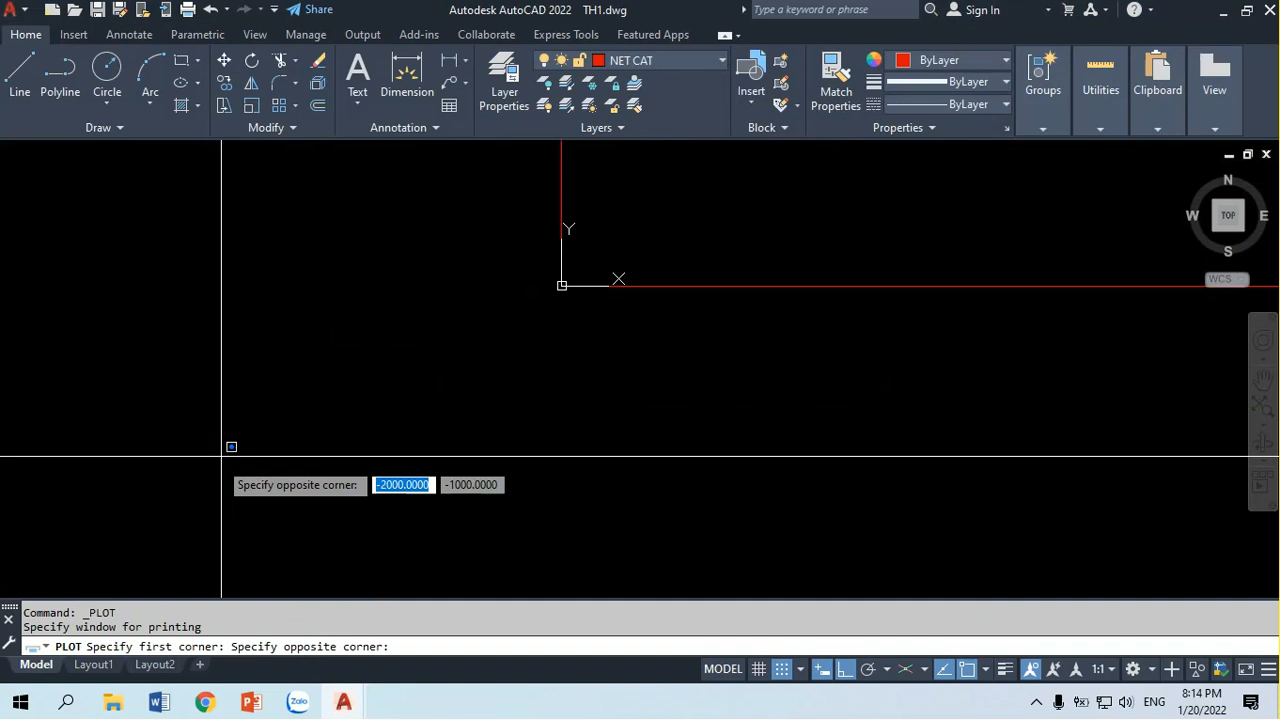 Share
Autodesk AutoCAD 2022 TH1.dwg
Type a keyword or phrase
Sign In
Home
Insert
Annotate
Parametric
View
Manage
Output
Add-ins
Collaborate
Express Tools
Featured Apps
NET CAT
ByLayer
Line
Polyline
Circle
Arc
Text
Dimension
Layer
Properties
Insert
Match
Properties
ByLayer
ByLayer
Groups
Utilities
Clipboard
View
Draw
Modify
Annotation
Layers
Block
Properties
N
W
TOP
E
S
WCS
Y
X
Specify opposite corner:
-2000.0000
-1000.0000
Command: _PLOT
Specify window for printing
PLOT Specify first corner: Specify opposite corner:
Model
Layout1
Layout2
MODEL
1:1
Zalo
ENG
8:14 PM
1/20/2022